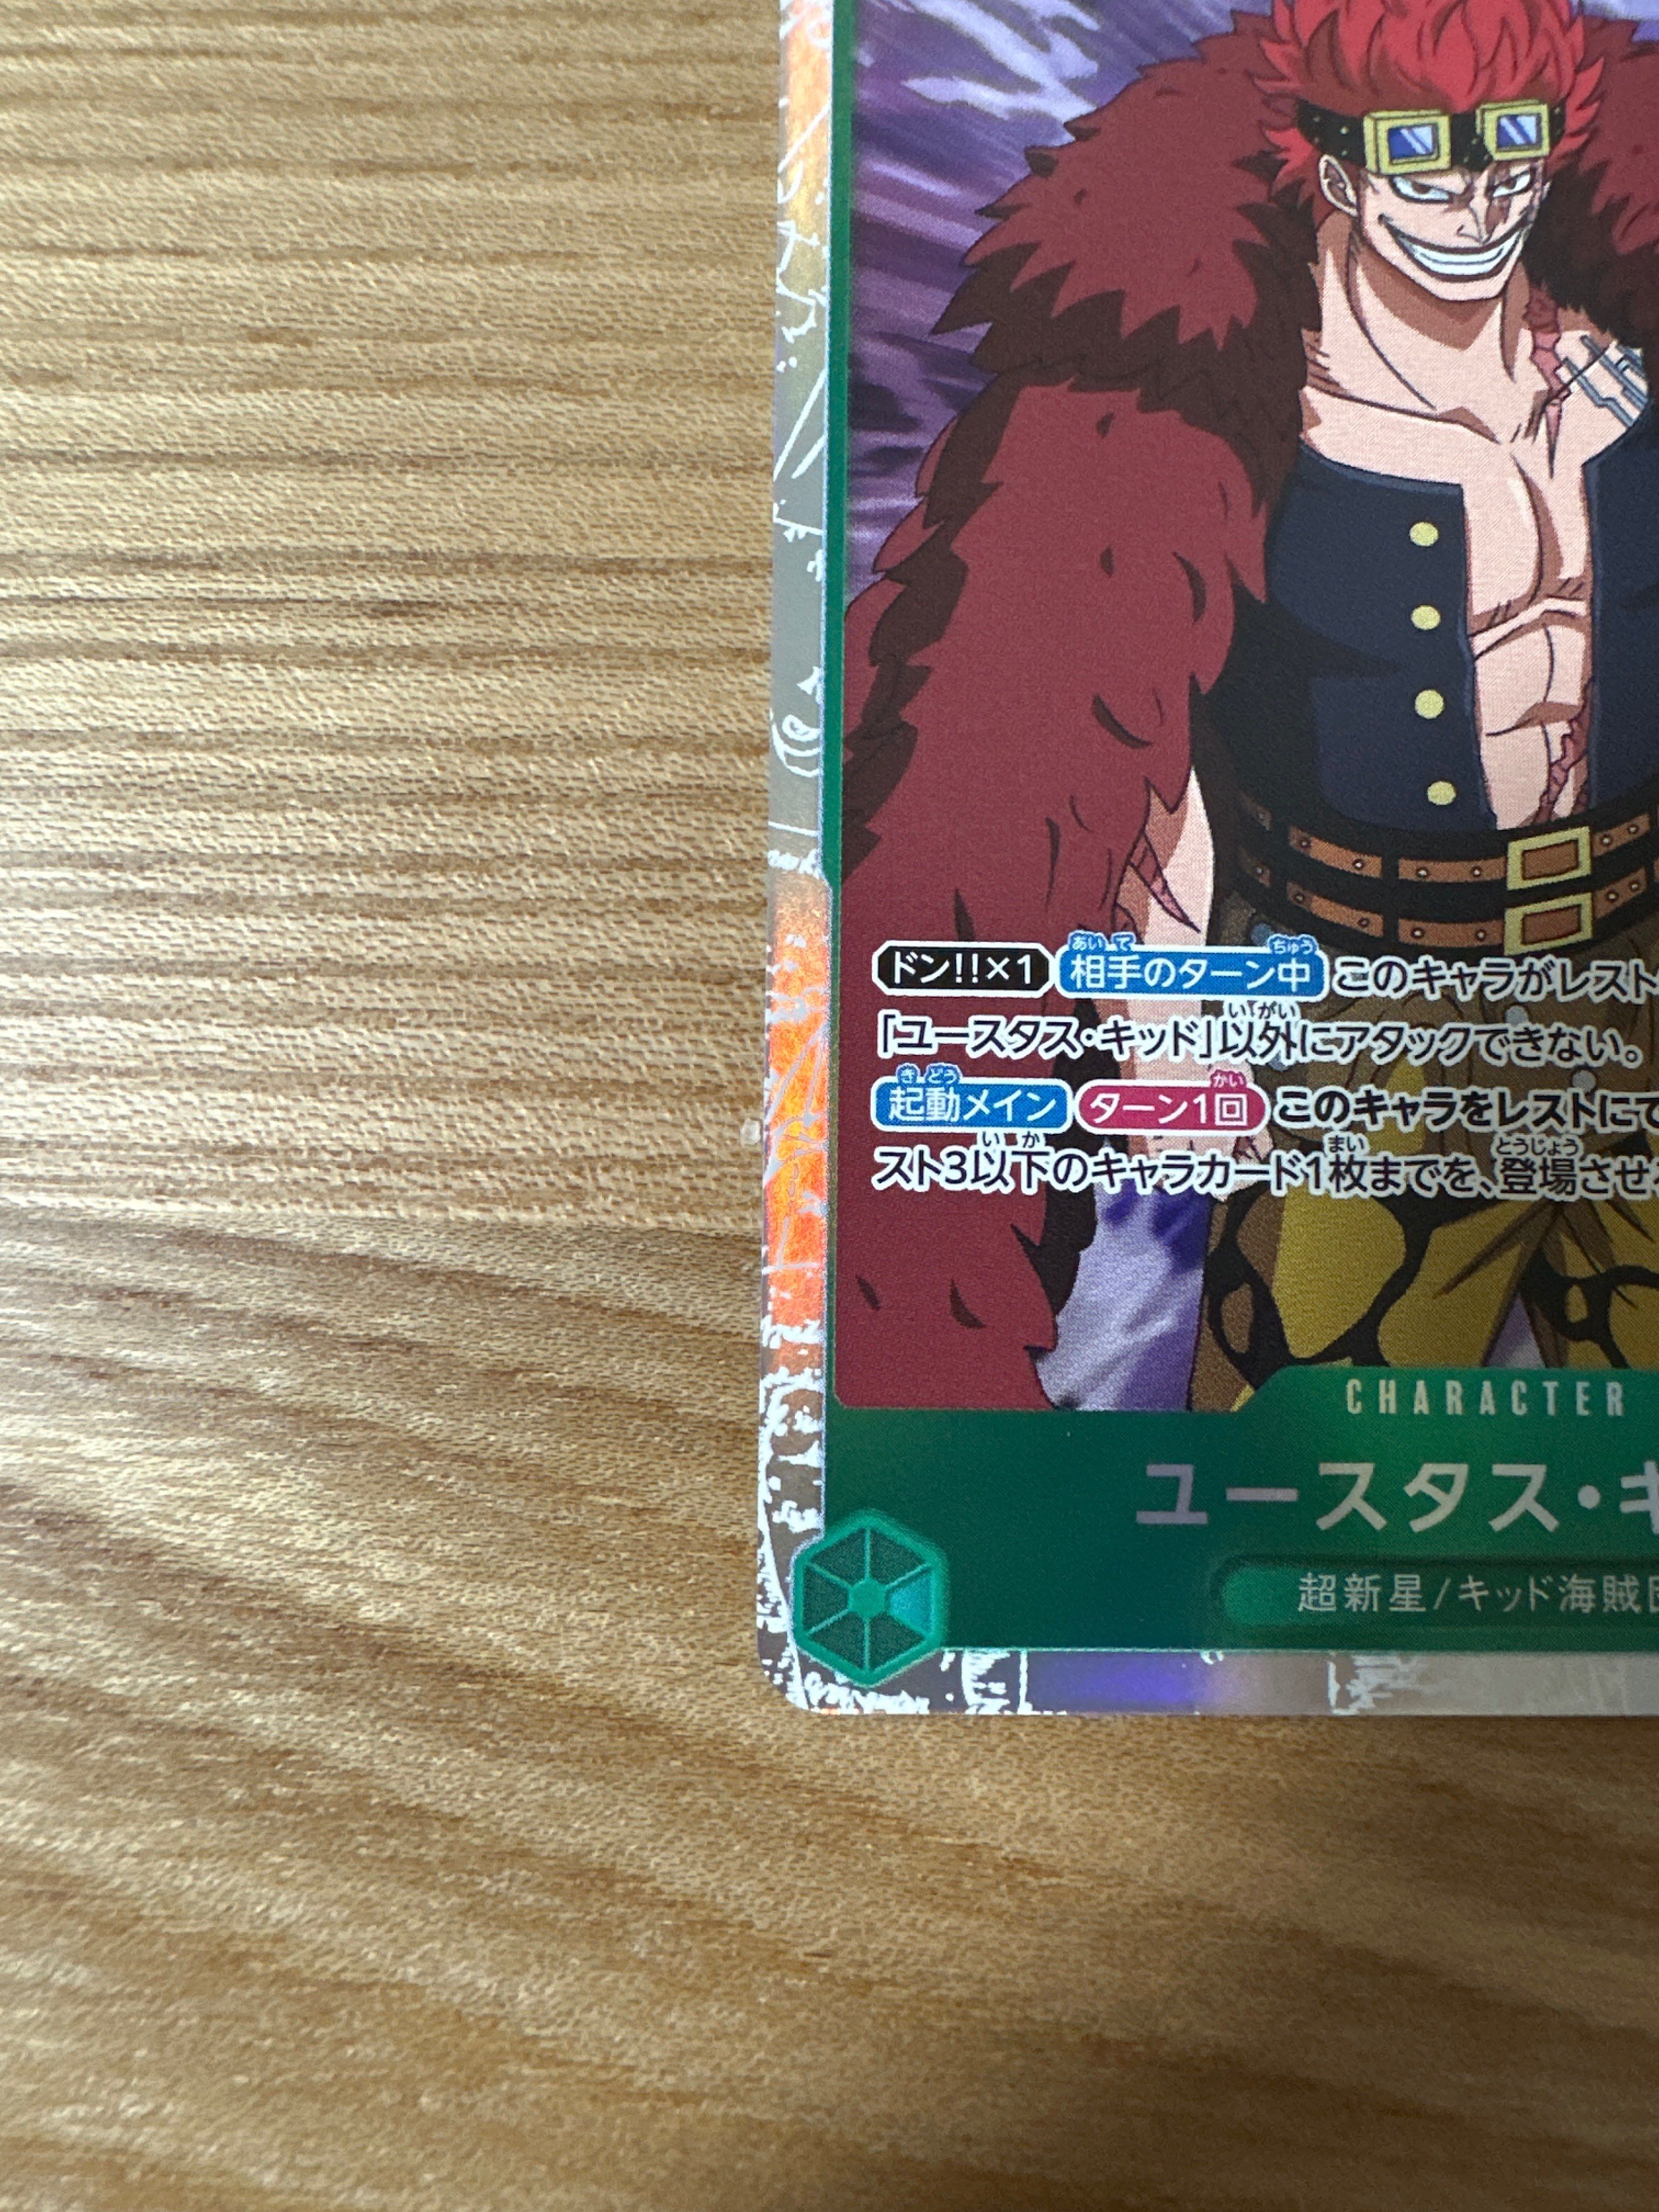 ドン!!×1 相手のターン中 このキャラがレスト
「ユースタス・キッド」以外にアタックできない。
起動メイン ターン1回 このキャラをレストにで
スト3以下のキャラカード1枚までを、登場させ
CHARACTER
ユースタス・キ
超新星/キッド海賊団